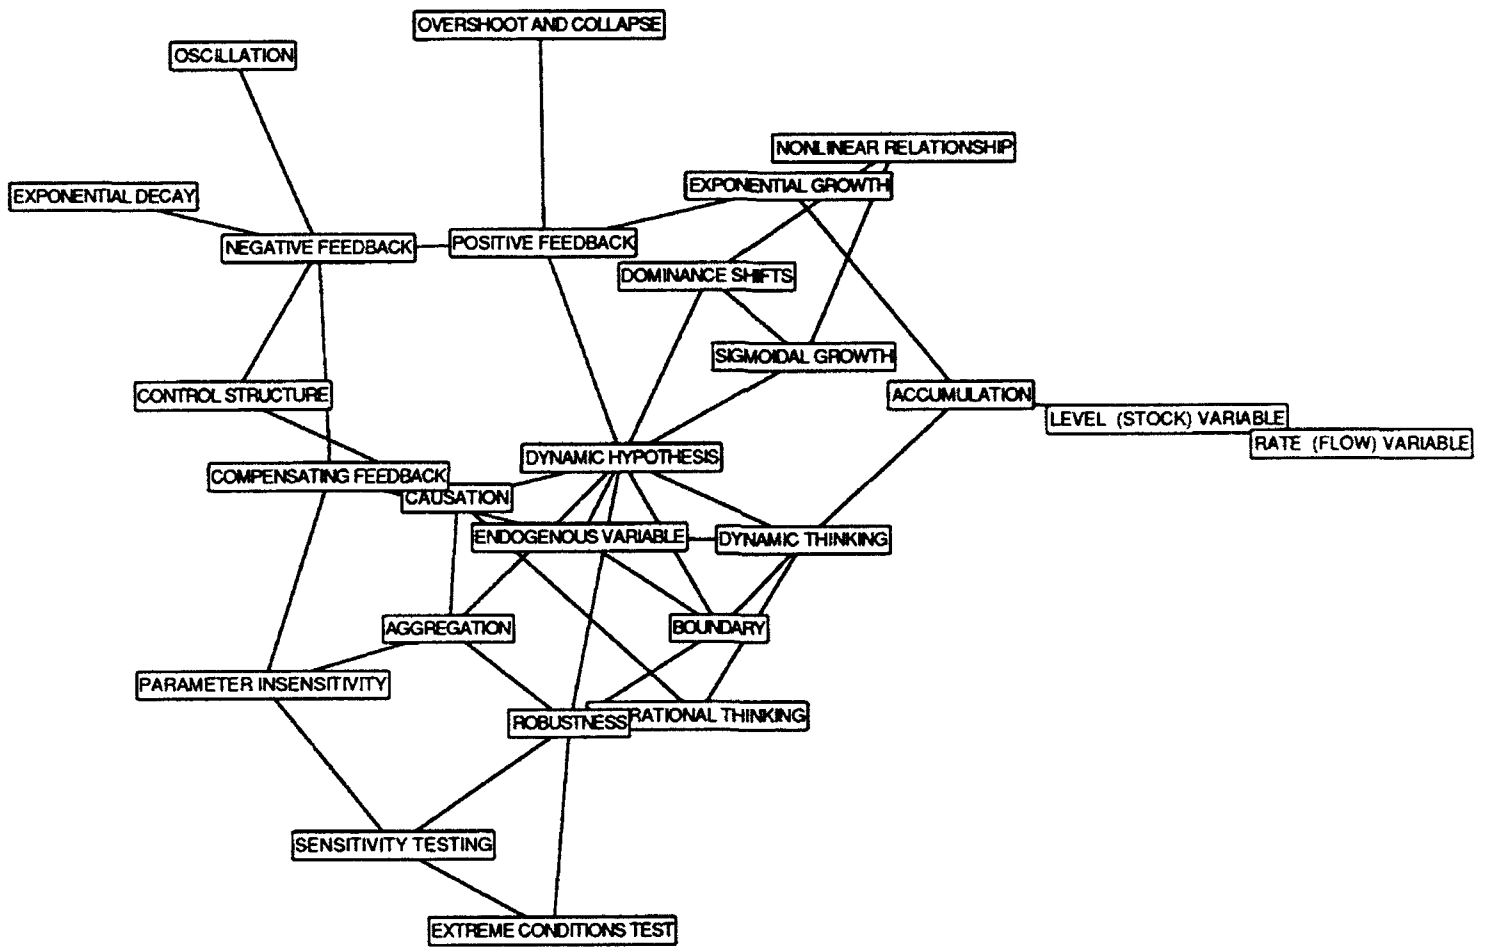 OVERSHOOT AND COLLAPSE
OSCILLATION
NONLINEAR RELATIONSHIP
EXPONENTIAL GROWTH
EXPONENTIAL DECAY
NEGATIVE FEEDBACK
POSITIVE FEEDBACK
DOMINANCE SHIFTS
SIGMOIDAL GROWTH
CONTROL STRUCTURE
ACCUMULATION
LEVEL (STOCK) VARIABLE
RATE (FLOW) VARIABLE
DYNAMIC HYPOTHESIS
COMPENSATING FEEDBACK
CAUSATION
ENDOGENOUS VARIABLE
DYNAMIC THINKING
AGGREGATION
BOUNDARY
PARAMETER INSENSITIVITY
ROBUSTNESS
RATIONAL THINKING
SENSITIVITY TESTING
EXTREME CONDITIONS TEST